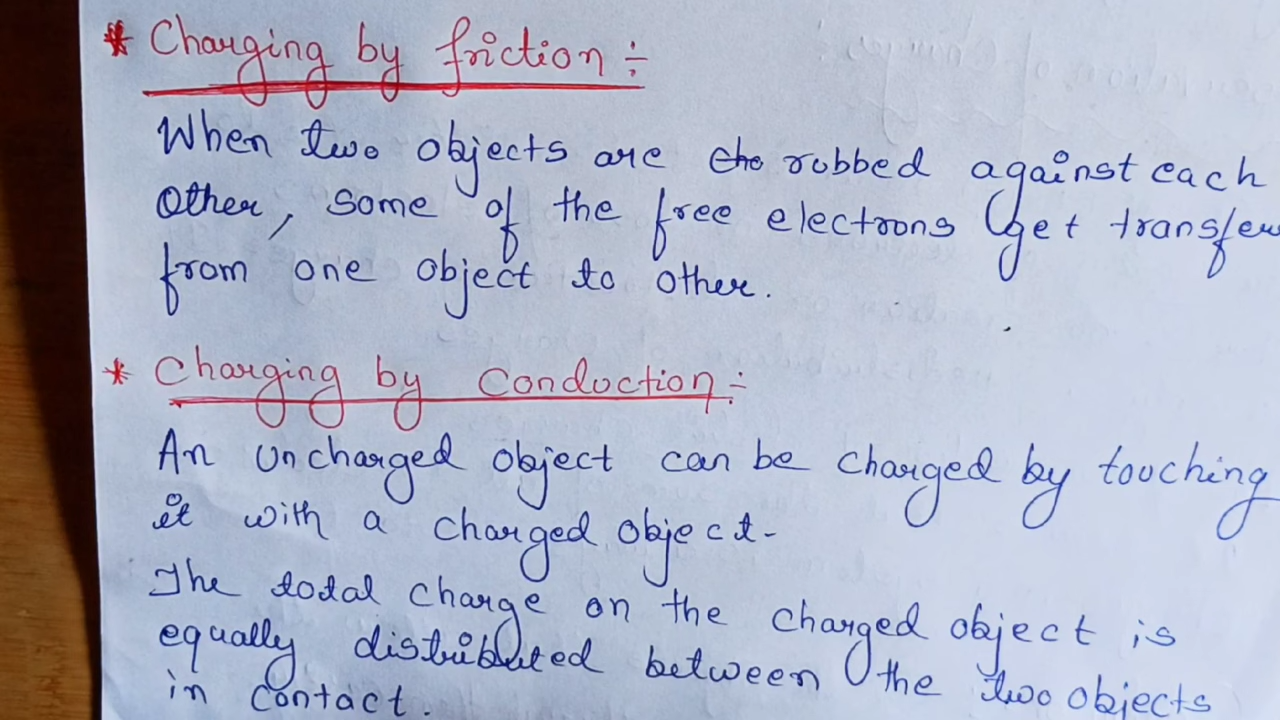 * Charging by friction ÷
When two objects are rubbed against each
other, some of the free electrons get transfer
from one object to other.
* Charging by Conduction ÷
An uncharged object can be charged by touching
it with a charged object-
The total charge on the charged object is
equally distributed between the two objects
in contact.